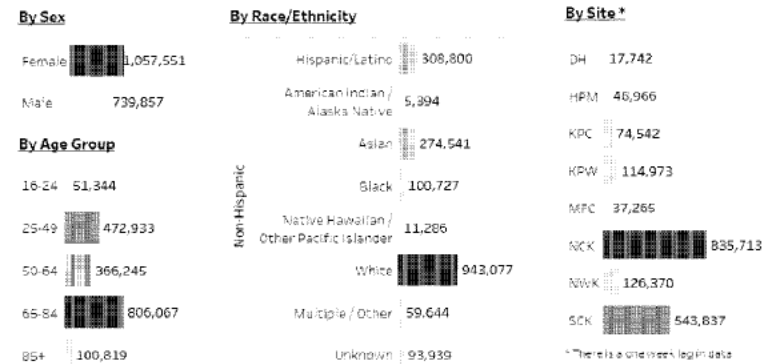 By Sex
Female 1,057,551
Male 739,857
By Age Group
16-24 51,344
25-49 472,933
50-64 366,245
65-84 806,067
85+ 100,819
By Race/Ethnicity
Hispanic/Latino 308,800
American Indian /
Alaska Native 5,394
Asian 274,541
Non-Hispanic
Black 100,727
Native Hawaiian /
Other Pacific Islander 11,286
White 943,077
Multiple / Other 59,644
Unknown 93,939
By Site *
DH 17,742
HPM 46,966
KPC 74,542
KPW 114,973
MFC 37,265
NCK 835,713
NWK 126,370
SCK 543,837
* There is a one week lag in data